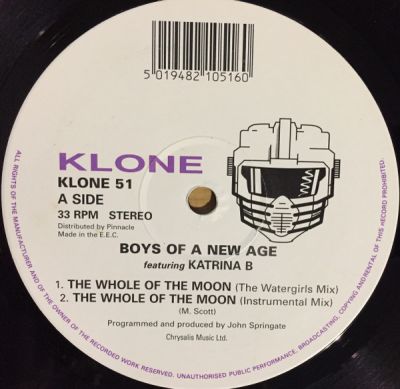 5 019482 105160
KLONE
KLONE 51
A SIDE
33 RPM STEREO
Distributed by Pinnacle
Made in the E.E.C.
BOYS OF A NEW AGE
featuring KATRINA B
1. THE WHOLE OF THE MOON (The Watergirls Mix)
2. THE WHOLE OF THE MOON (Instrumental Mix)
(M. Scott)
Programmed and produced by John Springate
Chrysalis Music Ltd.
ALL RIGHTS OF THE MANUFACTURER AND OF THE OWNER OF THE RECORDED WORK RESERVED. UNAUTHORISED PUBLIC PERFORMANCE, BROADCASTING, COPYING AND RENTAL OF THIS RECORD PROHIBITED.